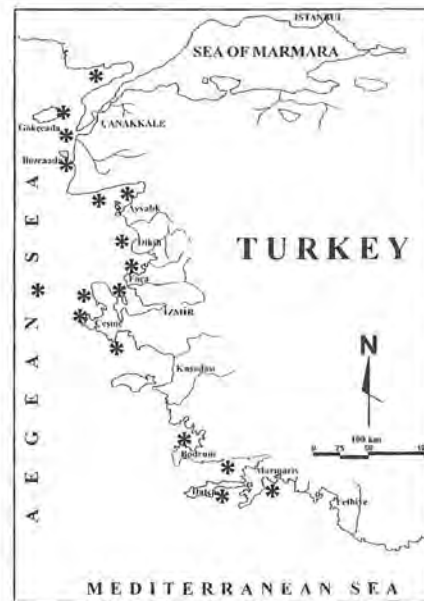 ISTANBUL
SEA OF MARMARA
Gökçeada
ÇANAKKALE
Bozcaada
Ayvalık
Dikili
TURKEY
Foça
İZMİR
Çeşme
Kuşadası
N
100 km
0 25 50 100
Bodrum
Marmaris
Datça
Fethiye
AEGEAN SEA
MEDITERRANEAN SEA